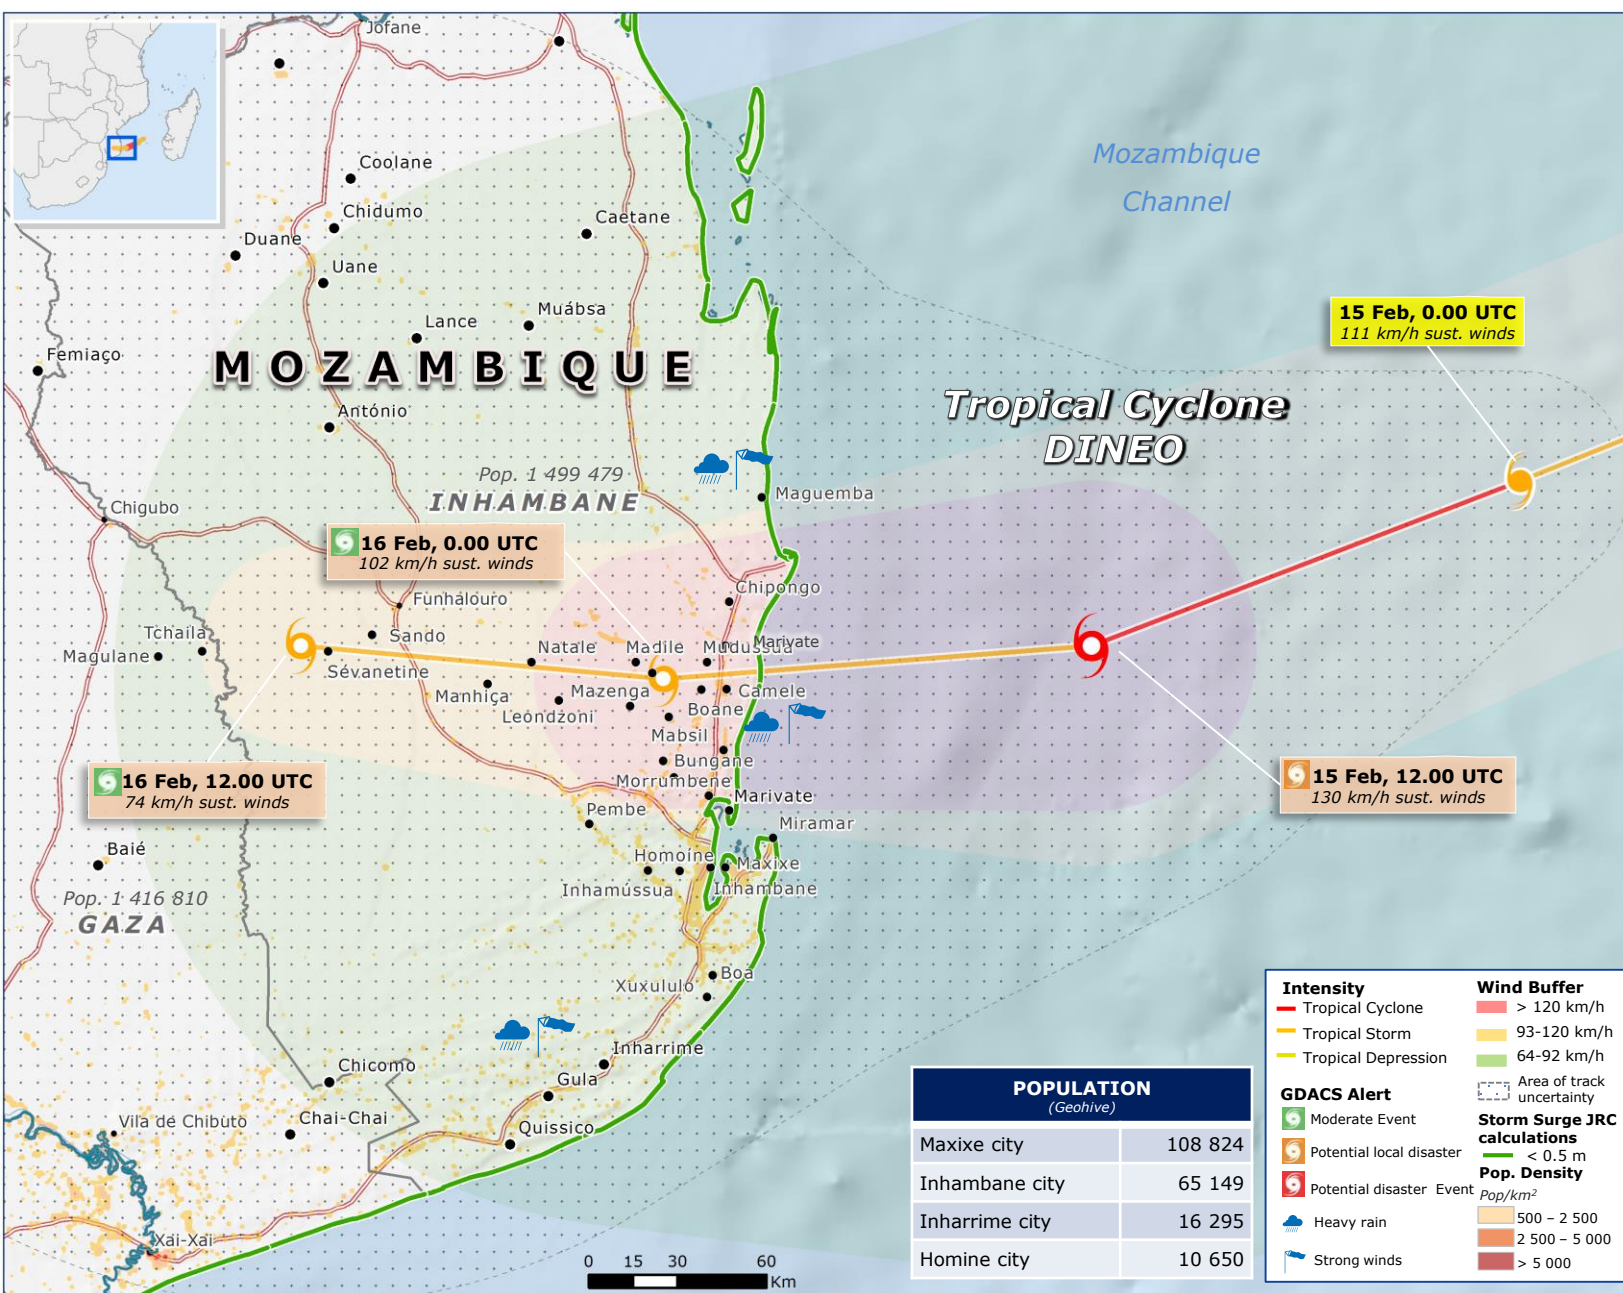 Jofane
Coolane
Chidumo
Caetane
Duane
Uane
Mozambique
Channel
Lance
Muábsa
Femiaço
MOZAMBIQUE
15 Feb, 0.00 UTC
111 km/h sust. winds
António
Tropical Cyclone
DINEO
Pop. 1 499 479
INHAMBANE
Maguemba
Chigubo
16 Feb, 0.00 UTC
102 km/h sust. winds
Funhalouro
Chipongo
Tchaila
Magulane
Sando
Sévanetine
Natale
Madile
Mudussua
Marivate
Manhiça
Leondzoni
Mazenga
Camele
Boane
Mabsil
Bungane
Morrumbene
Marivate
16 Feb, 12.00 UTC
74 km/h sust. winds
15 Feb, 12.00 UTC
130 km/h sust. winds
Pembe
Miramar
Baié
Homoíne
Maxixe
Inhamússua
Inhambane
Pop. 1 416 810
GAZA
Boa
Xuxululo
Inharrime
Chicomo
Gula
Chai-Chai
Vila de Chibuto
Quissico
Xai-Xai
0 15 30 60
Km
POPULATION
(Geohive)
Maxixe city 108 824
Inhambane city 65 149
Inharrime city 16 295
Homine city 10 650
Intensity
Tropical Cyclone
Tropical Storm
Tropical Depression
GDACS Alert
Moderate Event
Potential local disaster
Potential disaster Event
Heavy rain
Strong winds
Wind Buffer
> 120 km/h
93-120 km/h
64-92 km/h
Area of track
uncertainty
Storm Surge JRC
calculations
< 0.5 m
Pop. Density
Pop/km²
500 – 2 500
2 500 – 5 000
> 5 000